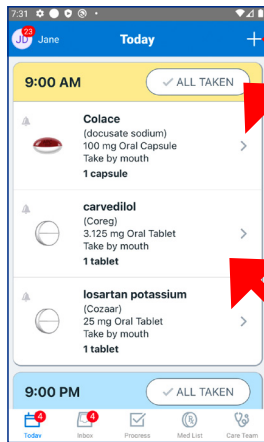 7:31
23
JD Jane
Today
9:00 AM
ALL TAKEN
Colace
(docusate sodium)
100 mg Oral Capsule
Take by mouth
1 capsule
carvedilol
(Coreg)
3.125 mg Oral Tablet
Take by mouth
1 tablet
losartan potassium
(Cozaar)
25 mg Oral Tablet
Take by mouth
1 tablet
9:00 PM
ALL TAKEN
4
4
Today
Inbox
Progress
Med List
Care Team